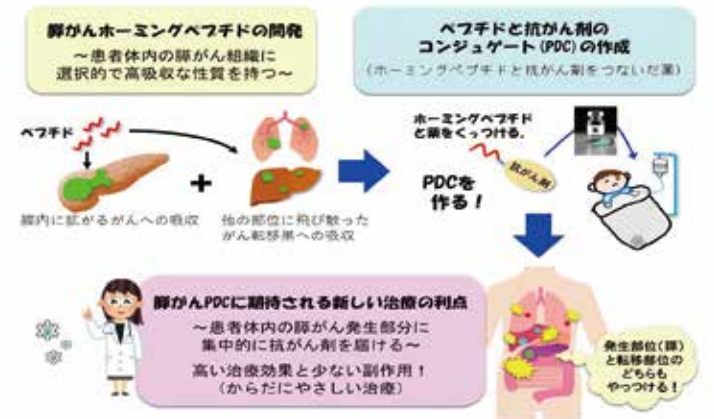 膵がんホーミングペプチドの開発
～患者体内の膵がん組織に
選択的で高吸収な性質を持つ～
ペプチドと抗がん剤の
コンジュゲート(PDC)の作成
(ホーミングペプチドと抗がん剤をつないだ薬)
ペプチド
膵内に拡がるがんへの吸収
+
他の部位に飛び散った
がん転移巣への吸収
ホーミングペプチド
と薬をくっつける。
抗がん剤
PDCを
作る！
膵がんPDCに期待される新しい治療の利点
～患者体内の膵がん発生部分に
集中的に抗がん剤を届ける～
高い治療効果と少ない副作用！
(からだにやさしい治療)
発生部位(膵)
と転移部位の
どちらも
やっつける！